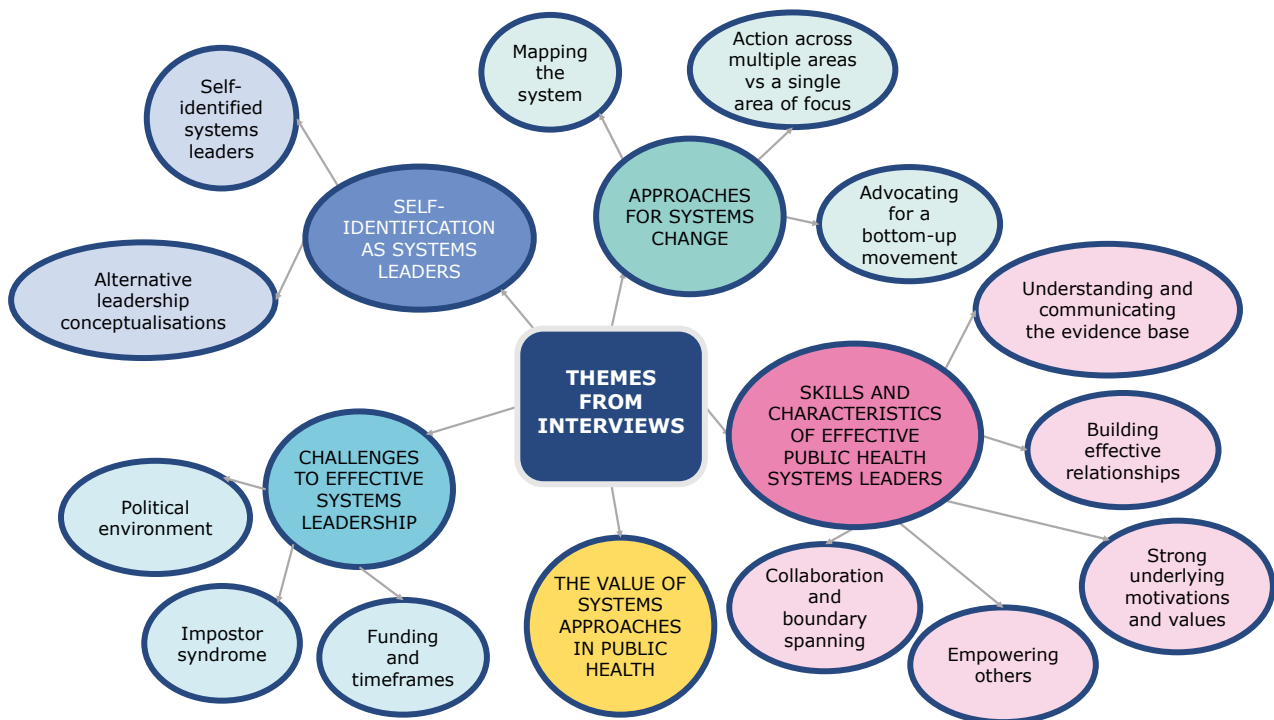 Self-
identified
systems
leaders
Alternative
leadership
conceptualisations
SELF-
IDENTIFICATION
AS SYSTEMS
LEADERS
Mapping
the
system
Action across
multiple areas
vs a single
area of focus
APPROACHES
FOR SYSTEMS
CHANGE
Advocating
for a
bottom-up
movement
THEMES
FROM
INTERVIEWS
Understanding and
communicating
the evidence base
SKILLS AND
CHARACTERISTICS
OF EFFECTIVE
PUBLIC HEALTH
SYSTEMS LEADERS
Building
effective
relationships
Strong
underlying
motivations
and values
Collaboration
and
boundary
spanning
Empowering
others
CHALLENGES
TO EFFECTIVE
SYSTEMS
LEADERSHIP
Political
environment
Impostor
syndrome
Funding
and
timeframes
THE VALUE OF
SYSTEMS
APPROACHES
IN PUBLIC
HEALTH